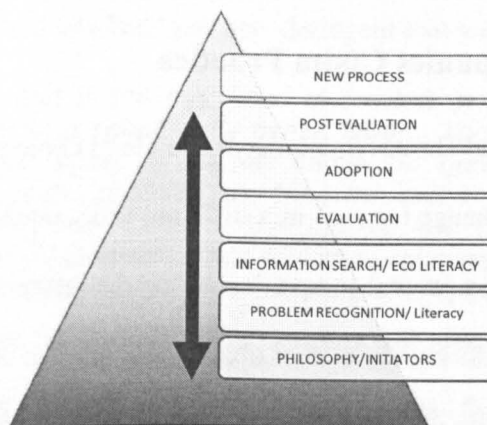 NEW PROCESS
POST EVALUATION
ADOPTION
EVALUATION
INFORMATION SEARCH/ ECO LITERACY
PROBLEM RECOGNITION/ Literacy
PHILOSOPHY/INITIATORS